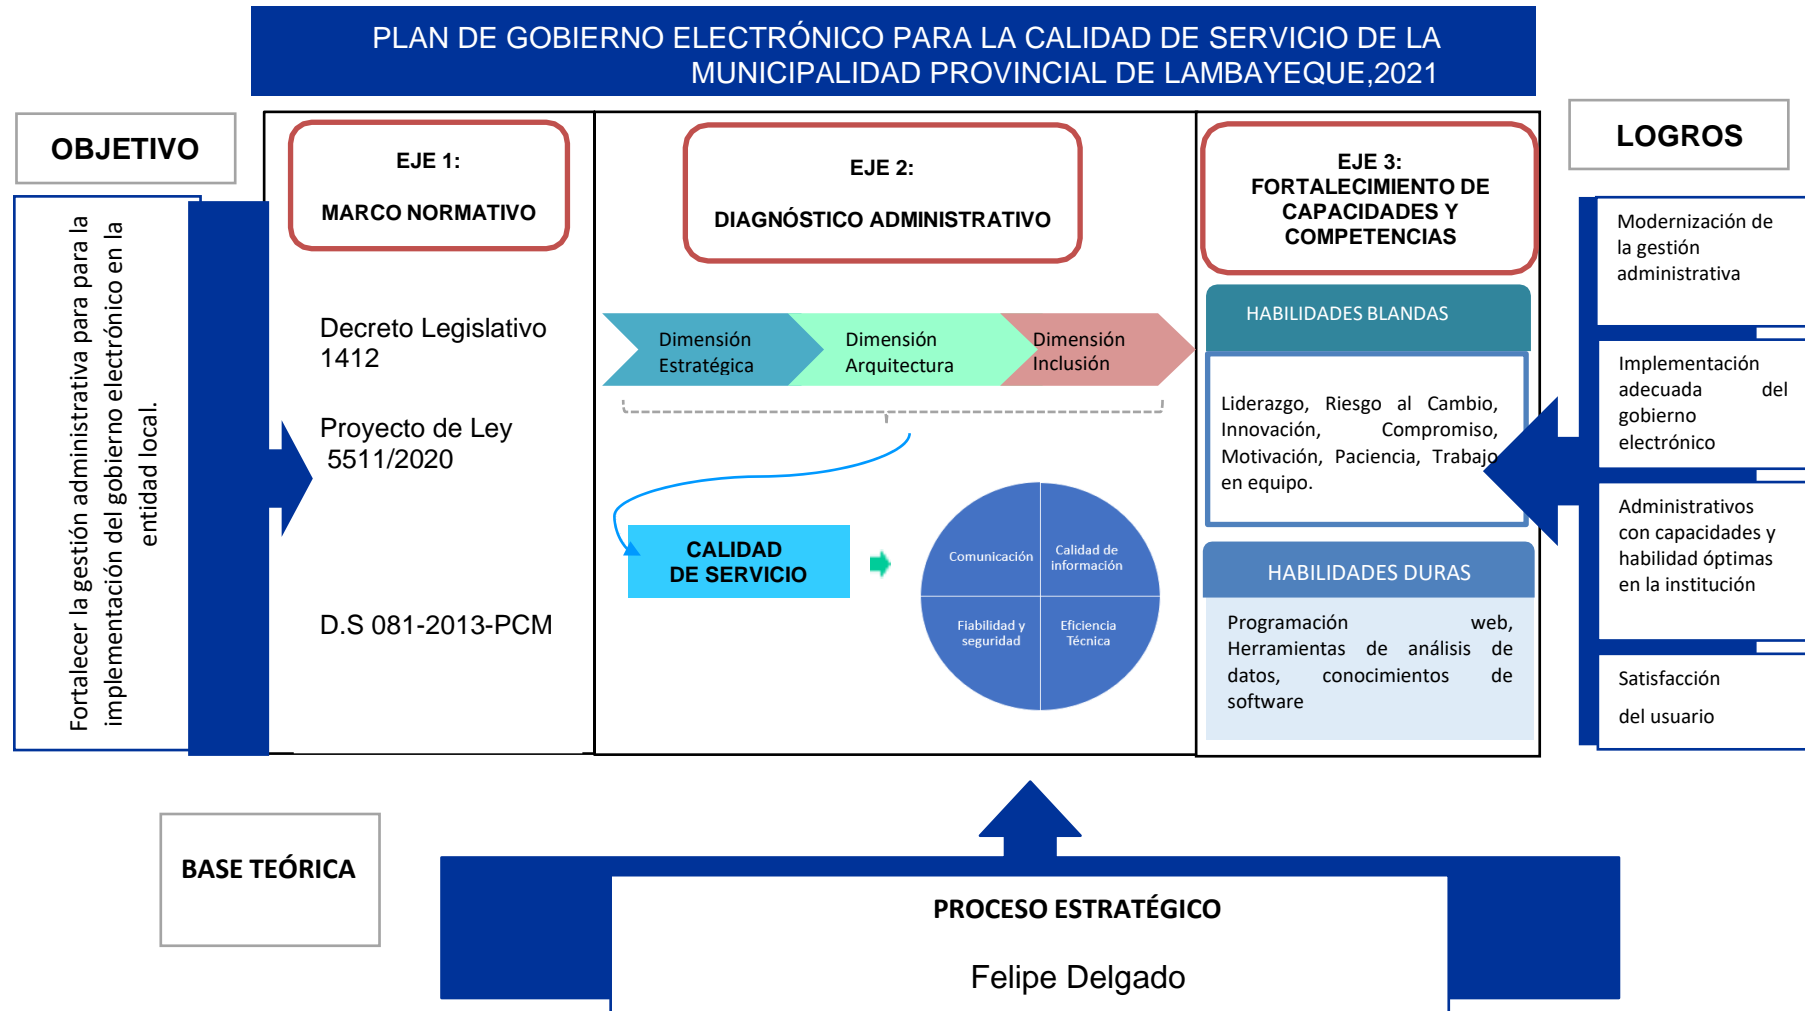 PLAN DE GOBIERNO ELECTRÓNICO PARA LA CALIDAD DE SERVICIO DE LA
MUNICIPALIDAD PROVINCIAL DE LAMBAYEQUE,2021
OBJETIVO
Fortalecer la gestión administrativa para para la
implementación del gobierno electrónico en la
entidad local.
EJE 1:
MARCO NORMATIVO
Decreto Legislativo
1412
Proyecto de Ley
5511/2020
D.S 081-2013-PCM
EJE 2:
DIAGNÓSTICO ADMINISTRATIVO
Dimensión
Estratégica
Dimensión
Arquitectura
Dimensión
Inclusión
CALIDAD
DE SERVICIO
Comunicación
Calidad de
información
Fiabilidad y
seguridad
Eficiencia
Técnica
EJE 3:
FORTALECIMIENTO DE
CAPACIDADES Y
COMPETENCIAS
HABILIDADES BLANDAS
Liderazgo, Riesgo al Cambio,
Innovación, Compromiso,
Motivación, Paciencia, Trabajo
en equipo.
HABILIDADES DURAS
Programación web,
Herramientas de análisis de
datos, conocimientos de
software
LOGROS
Modernización de
la gestión
administrativa
Implementación
adecuada del
gobierno
electrónico
Administrativos
con capacidades y
habilidad óptimas
en la institución
Satisfacción
del usuario
BASE TEÓRICA
PROCESO ESTRATÉGICO
Felipe Delgado